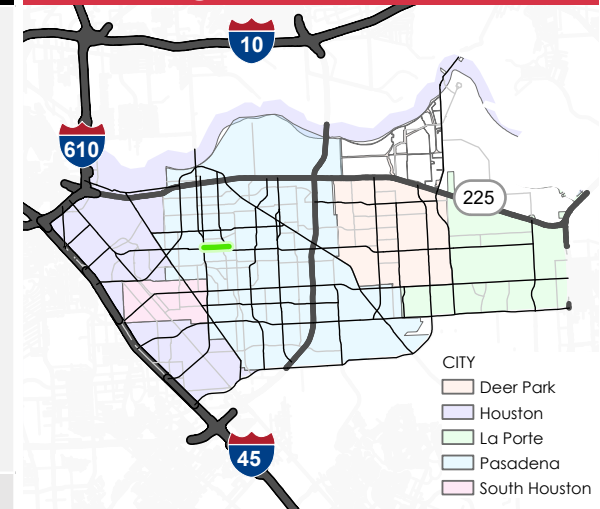 10
610
225
45
CITY
Deer Park
Houston
La Porte
Pasadena
South Houston